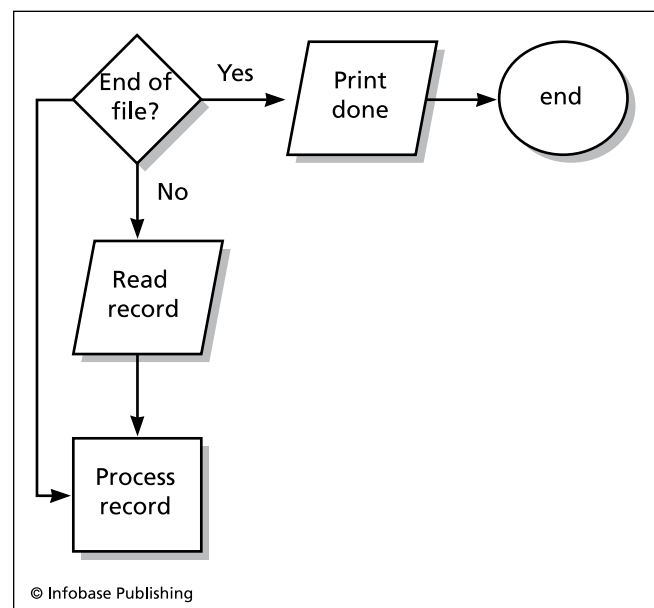 End of
file?
Yes
Print
done
end
No
Read
record
Process
record
© Infobase Publishing